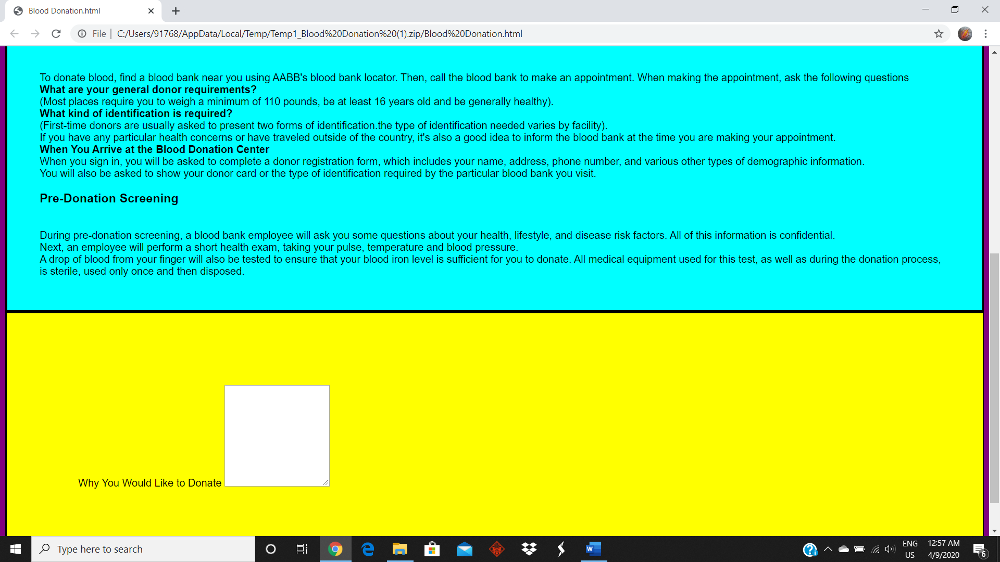 Blood Donation.html
File | C:/Users/91768/AppData/Local/Temp/Temp1_Blood%20Donation%20(1).zip/Blood%20Donation.html
To donate blood, find a blood bank near you using AABB's blood bank locator. Then, call the blood bank to make an appointment. When making the appointment, ask the following questions
What are your general donor requirements?
(Most places require you to weigh a minimum of 110 pounds, be at least 16 years old and be generally healthy).
What kind of identification is required?
(First-time donors are usually asked to present two forms of identification.the type of identification needed varies by facility).
If you have any particular health concerns or have traveled outside of the country, it's also a good idea to inform the blood bank at the time you are making your appointment.
When You Arrive at the Blood Donation Center
When you sign in, you will be asked to complete a donor registration form, which includes your name, address, phone number, and various other types of demographic information.
You will also be asked to show your donor card or the type of identification required by the particular blood bank you visit.
Pre-Donation Screening
During pre-donation screening, a blood bank employee will ask you some questions about your health, lifestyle, and disease risk factors. All of this information is confidential.
Next, an employee will perform a short health exam, taking your pulse, temperature and blood pressure.
A drop of blood from your finger will also be tested to ensure that your blood iron level is sufficient for you to donate. All medical equipment used for this test, as well as during the donation process,
is sterile, used only once and then disposed.
Why You Would Like to Donate
Type here to search
ENG
US
12:57 AM
4/9/2020
6